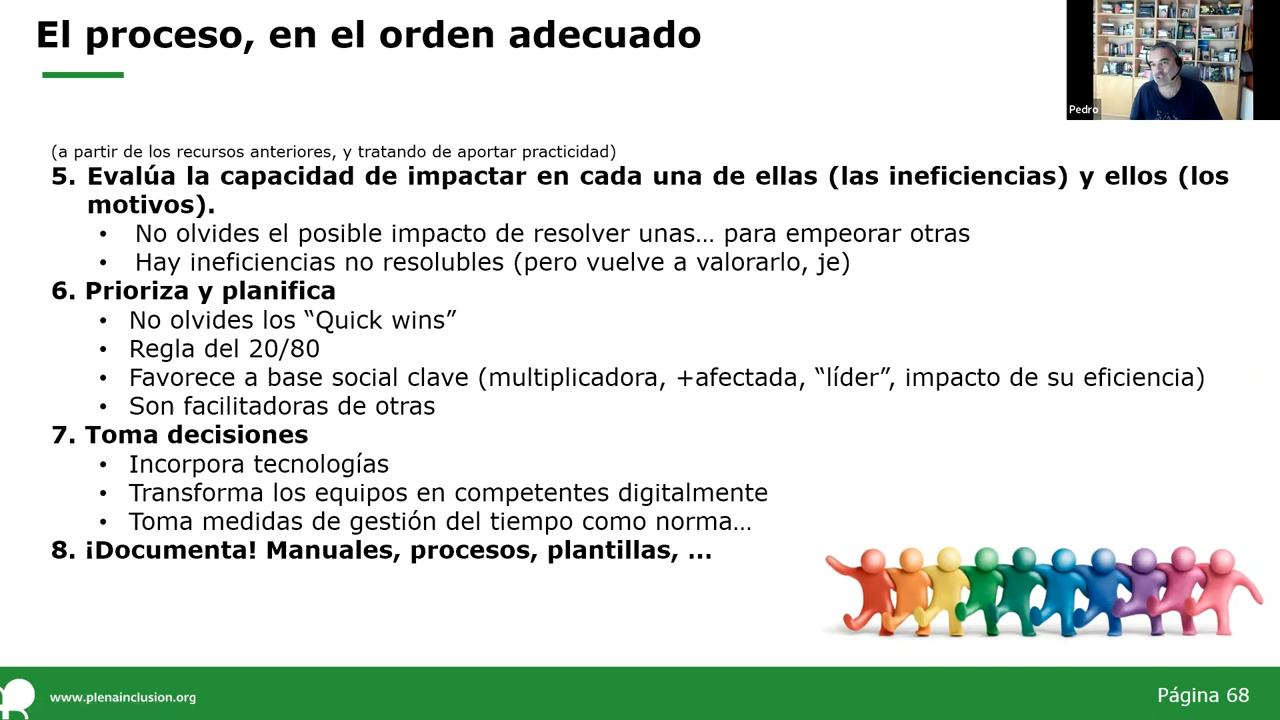 El proceso, en el orden adecuado
Pedro
(a partir de los recursos anteriores, y tratando de aportar practicidad)
5. Evalúa la capacidad de impactar en cada una de ellas (las ineficiencias) y ellos (los
motivos).
• No olvides el posible impacto de resolver unas… para empeorar otras
• Hay ineficiencias no resolubles (pero vuelve a valorarlo, je)
6. Prioriza y planifica
• No olvides los “Quick wins”
• Regla del 20/80
• Favorece a base social clave (multiplicadora, +afectada, “líder”, impacto de su eficiencia)
• Son facilitadoras de otras
7. Toma decisiones
• Incorpora tecnologías
• Transforma los equipos en competentes digitalmente
• Toma medidas de gestión del tiempo como norma…
8. ¡Documenta! Manuales, procesos, plantillas, …
www.plenainclusion.org
Página 68